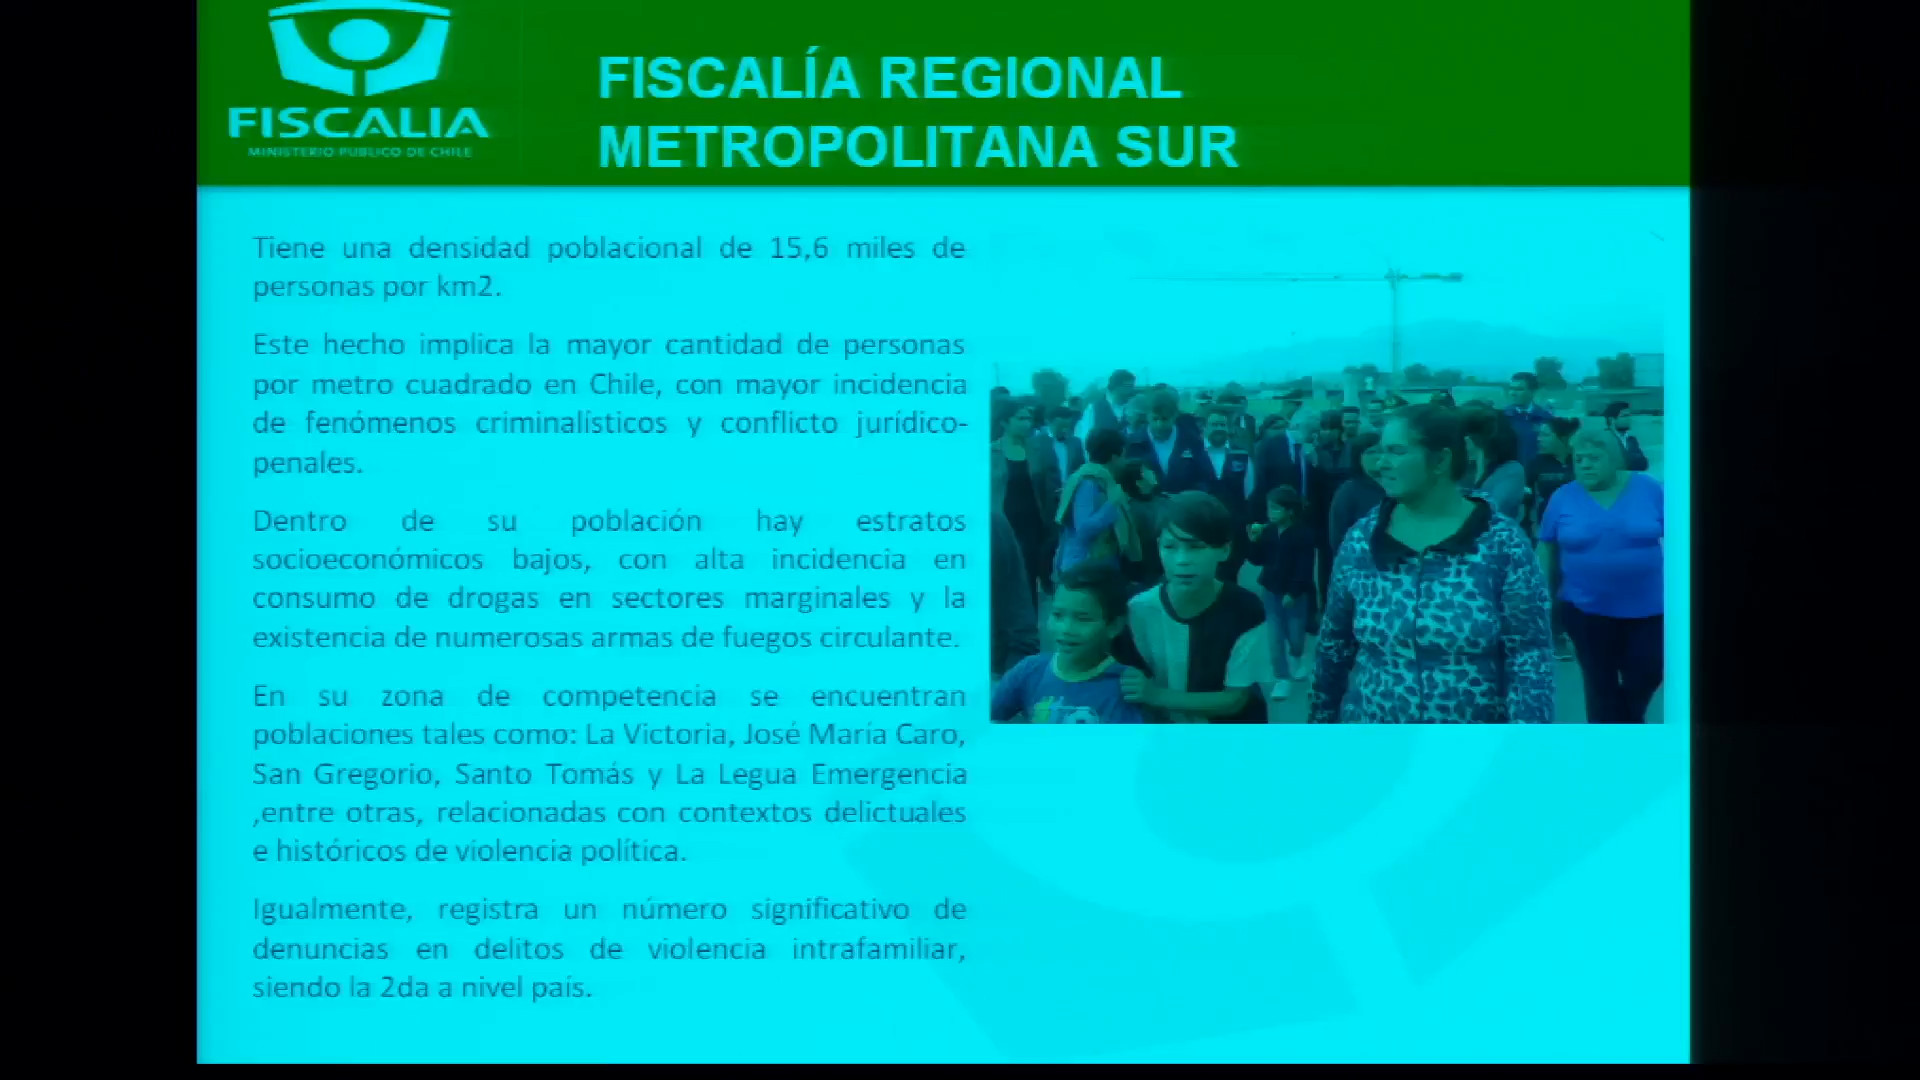 FISCALIA
MINISTERIO PUBLICO DE CHILE
FISCALÍA REGIONAL
METROPOLITANA SUR
Tiene una densidad poblacional de 15,6 miles de
personas por km2.
Este hecho implica la mayor cantidad de personas
por metro cuadrado en Chile, con mayor incidencia
de fenómenos criminalísticos y conflicto jurídico-
penales.
Dentro de su población hay estratos
socioeconómicos bajos, con alta incidencia en
consumo de drogas en sectores marginales y la
existencia de numerosas armas de fuegos circulante.
En su zona de competencia se encuentran
poblaciones tales como: La Victoria, José María Caro,
San Gregorio, Santo Tomás y La Legua Emergencia
,entre otras, relacionadas con contextos delictuales
e históricos de violencia política.
Igualmente, registra un número significativo de
denuncias en delitos de violencia intrafamiliar,
siendo la 2da a nivel país.